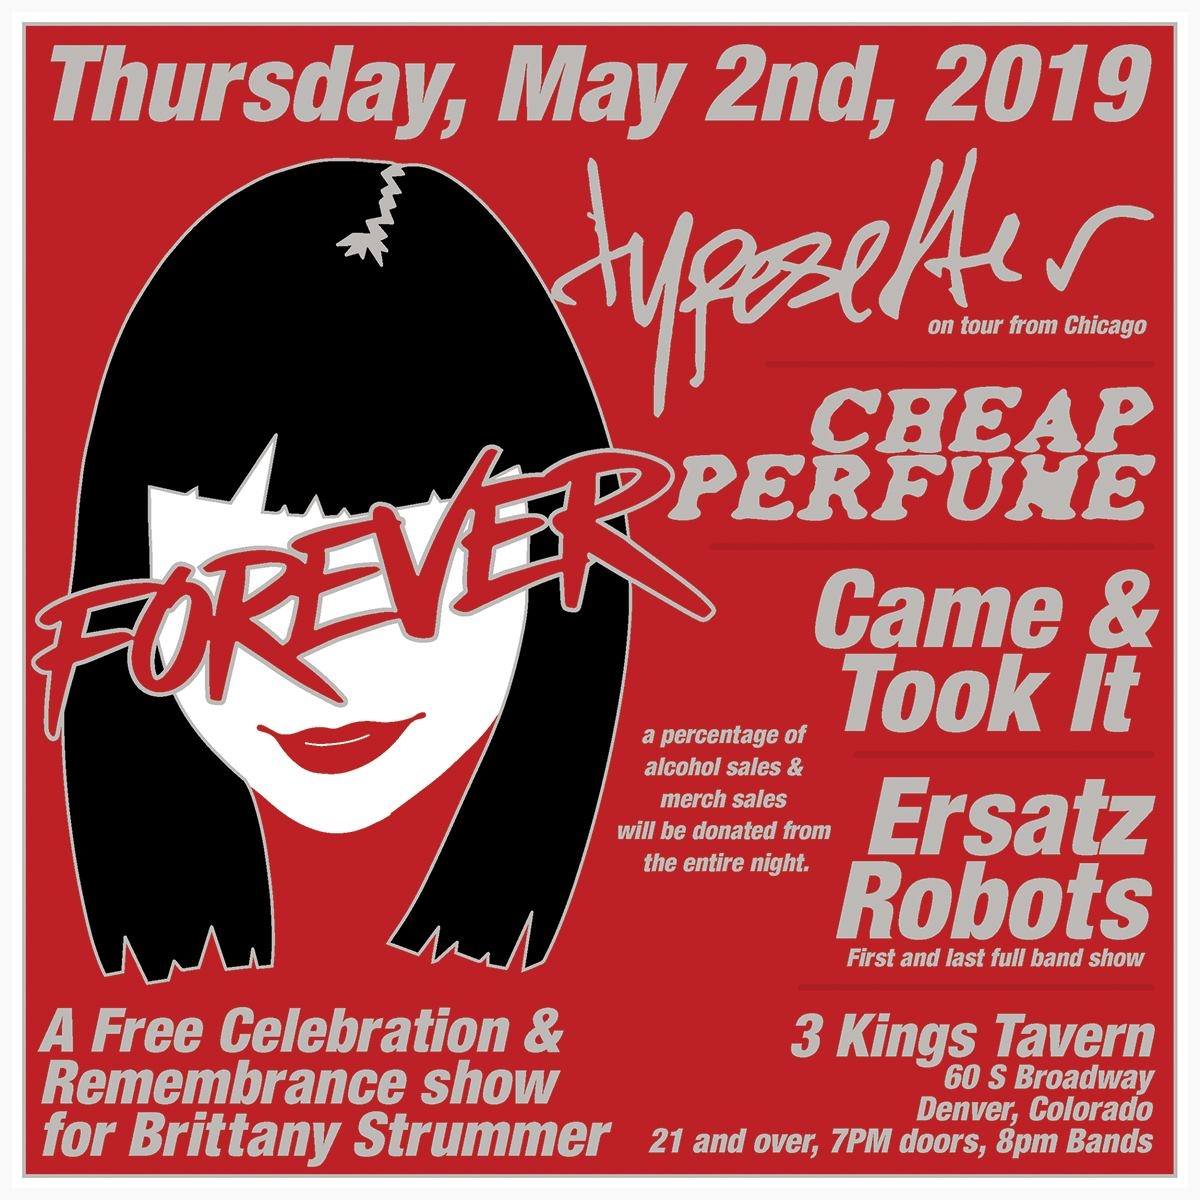 Thursday, May 2nd, 2019
typesetter
on tour from Chicago
CHEAP
PERFUME
FOREVER
Came &
Took It
a percentage of
alcohol sales &
merch sales
will be donated from
the entire night.
Ersatz
Robots
First and last full band show
A Free Celebration &
Remembrance show
for Brittany Strummer
3 Kings Tavern
60 S Broadway
Denver, Colorado
21 and over, 7PM doors, 8pm Bands